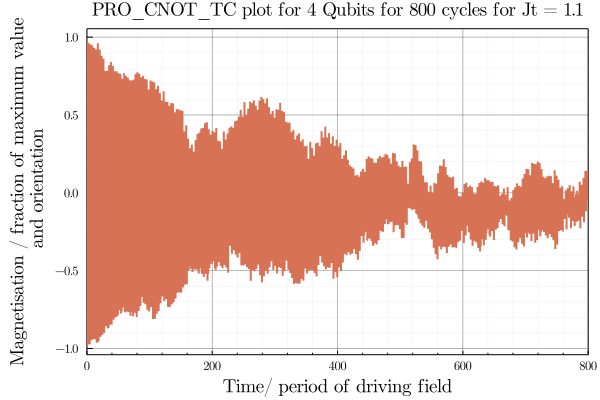 PRO_CNOT_TC plot for 4 Qubits for 800 cycles for Jt = 1.1
Magnetisation / fraction of maximum value
and orientation
1.0
0.5
0.0
−0.5
−1.0
0 200 400 600 800
Time/ period of driving field